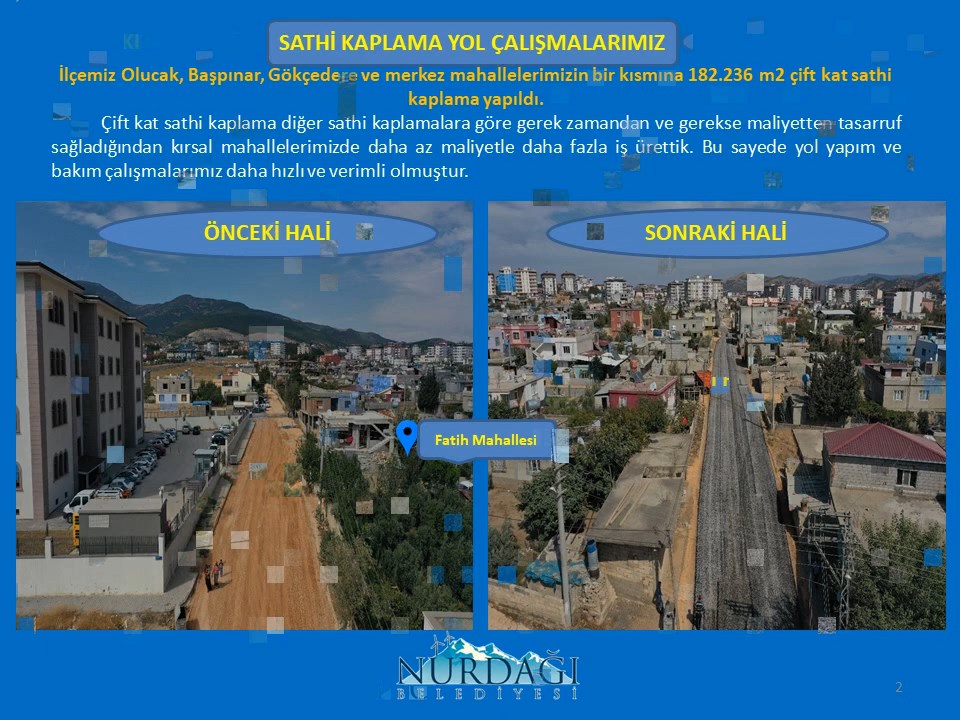 SATHİ KAPLAMA YOL ÇALIŞMALARIMIZ
İlçemiz Olucak, Başpınar, Gökçedere ve merkez mahallelerimizin bir kısmına 182.236 m2 çift kat sathi
kaplama yapıldı.
Çift kat sathi kaplama diğer sathi kaplamalara göre gerek zamandan ve gerekse maliyetten tasarruf
sağladığından kırsal mahallelerimizde daha az maliyetle daha fazla iş ürettik. Bu sayede yol yapım ve
bakım çalışmalarımız daha hızlı ve verimli olmuştur.
ÖNCEKİ HALİ
SONRAKİ HALİ
Fatih Mahallesi
NURDAĞI
BELEDİYESİ
2